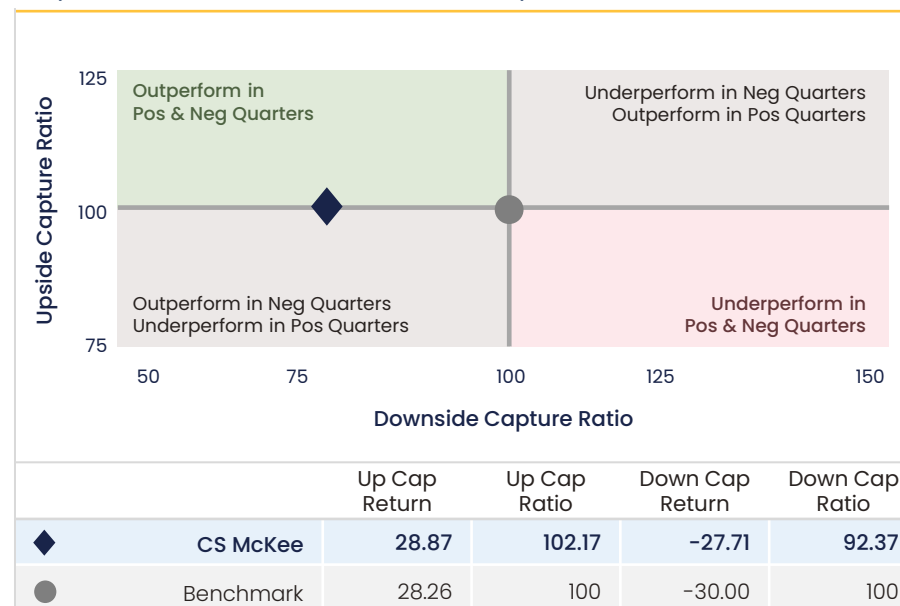 125
Outperform in
Pos & Neg Quarters
Underperform in Neg Quarters
Outperform in Pos Quarters
Upside Capture Ratio
100
Outperform in Neg Quarters
Underperform in Pos Quarters
Underperform in
Pos & Neg Quarters
75
50 75 100 125 150
Downside Capture Ratio
Up Cap Return Up Cap Ratio Down Cap Return Down Cap Ratio
CS McKee 28.87 102.17 -27.71 92.37
Benchmark 28.26 100 -30.00 100